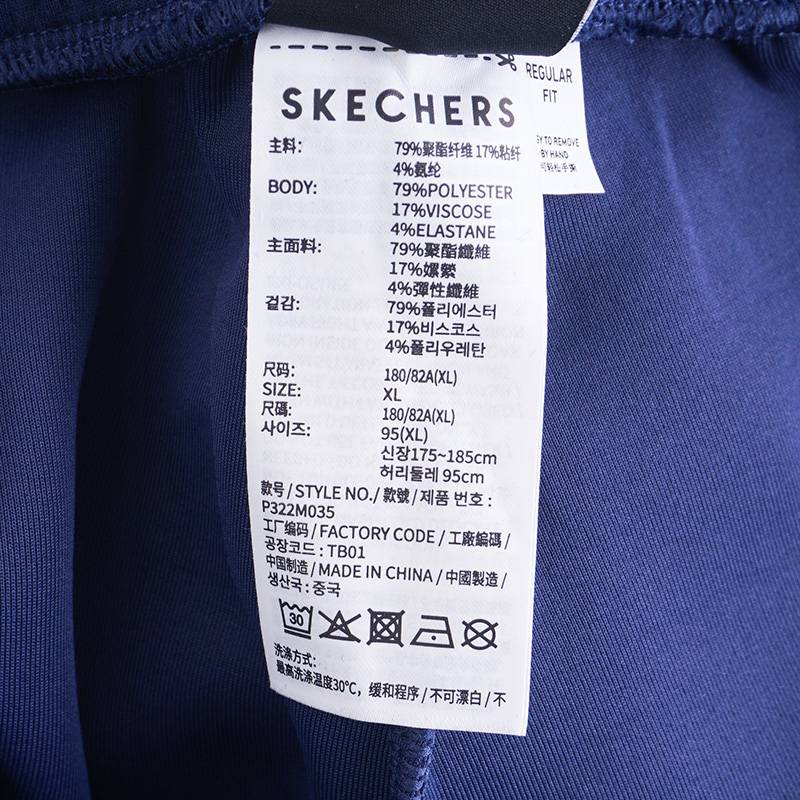 SKECHERS
主料: 79%聚酯纤维 17%粘纤
4%氨纶
BODY: 79%POLYESTER
17%VISCOSE
4%ELASTANE
主面料: 79%聚酯纖維
17%嫘縈
4%彈性纖維
겉감: 79%폴리에스터
17%비스코스
4%폴리우레탄
尺码: 180/82A(XL)
SIZE: XL
尺碼: 180/82A(XL)
사이즈: 95(XL)
신장175~185cm
허리둘레 95cm
款号 / STYLE NO. / 款號 / 제품 번호 :
P322M035
工厂编码 / FACTORY CODE / 工廠編碼 /
공장코드 : TB01
中国制造 / MADE IN CHINA / 中國製造 /
생산국 : 중국
30
洗涤方式:
最高洗涤温度30℃, 缓和程序 / 不可漂白 / 不
REGULAR
FIT
TO REMOVE
BY HAND